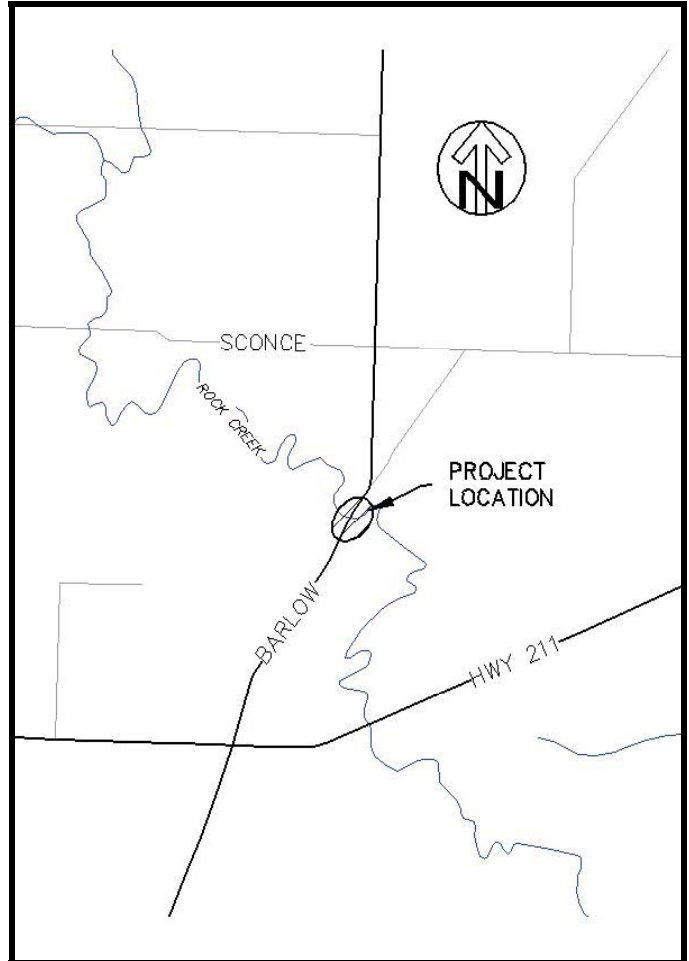 N
SCONCE
ROCK CREEK
PROJECT
LOCATION
BARLOW
HWY 211